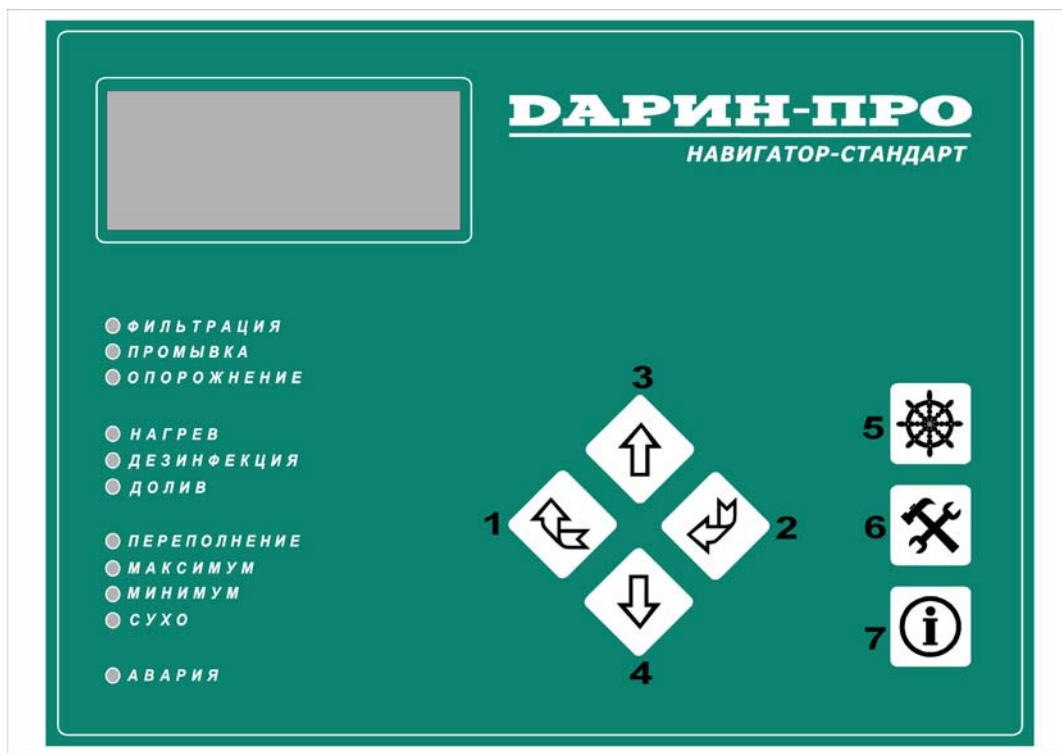 DАРИН-ПРО
НАВИГАТОР-СТАНДАРТ
ФИЛЬТРАЦИЯ
ПРОМЫВКА
ОПОРОЖНЕНИЕ
НАГРЕВ
ДЕЗИНФЕКЦИЯ
ДОЛИВ
ПЕРЕПОЛНЕНИЕ
МАКСИМУМ
МИНИМУМ
СУХО
АВАРИЯ
3
1
2
4
5
6
7
i